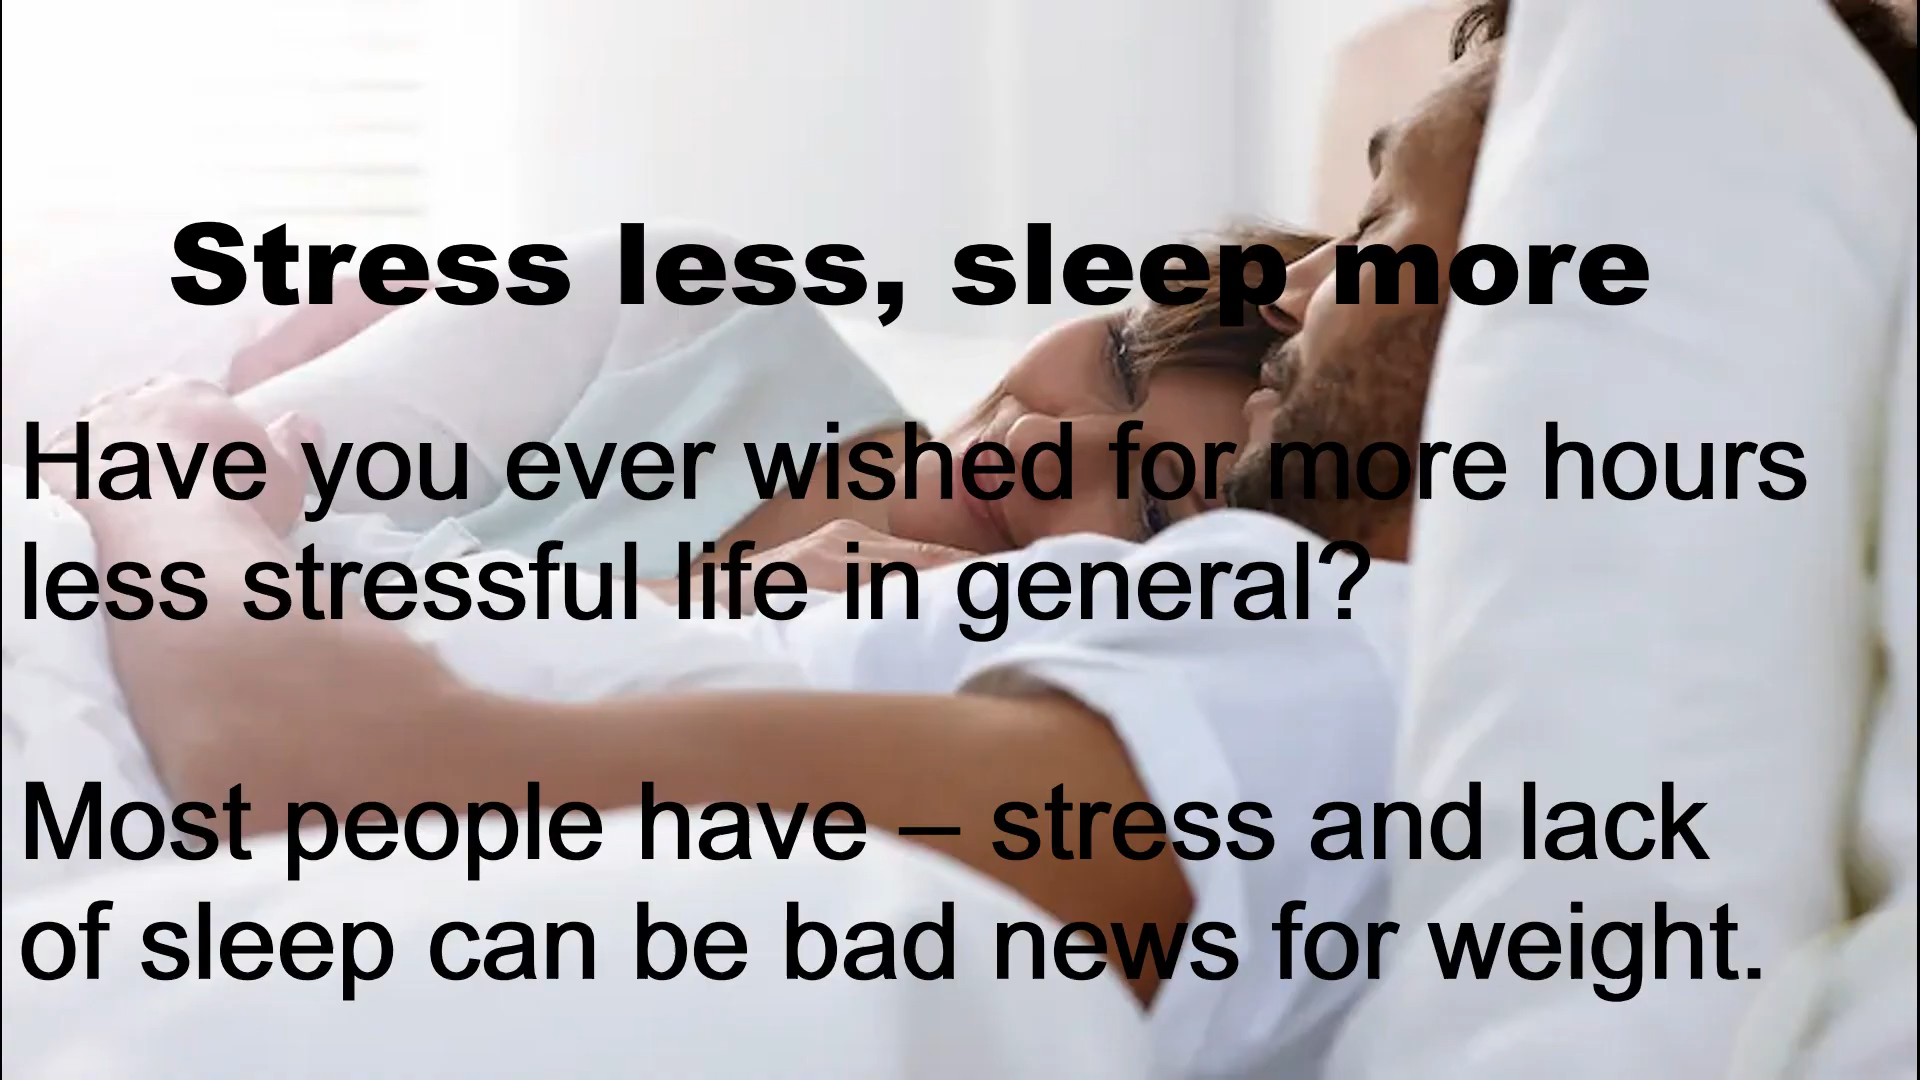 Stress less, sleep more
Have you ever wished for more hours
less stressful life in general?
Most people have – stress and lack
of sleep can be bad news for weight.